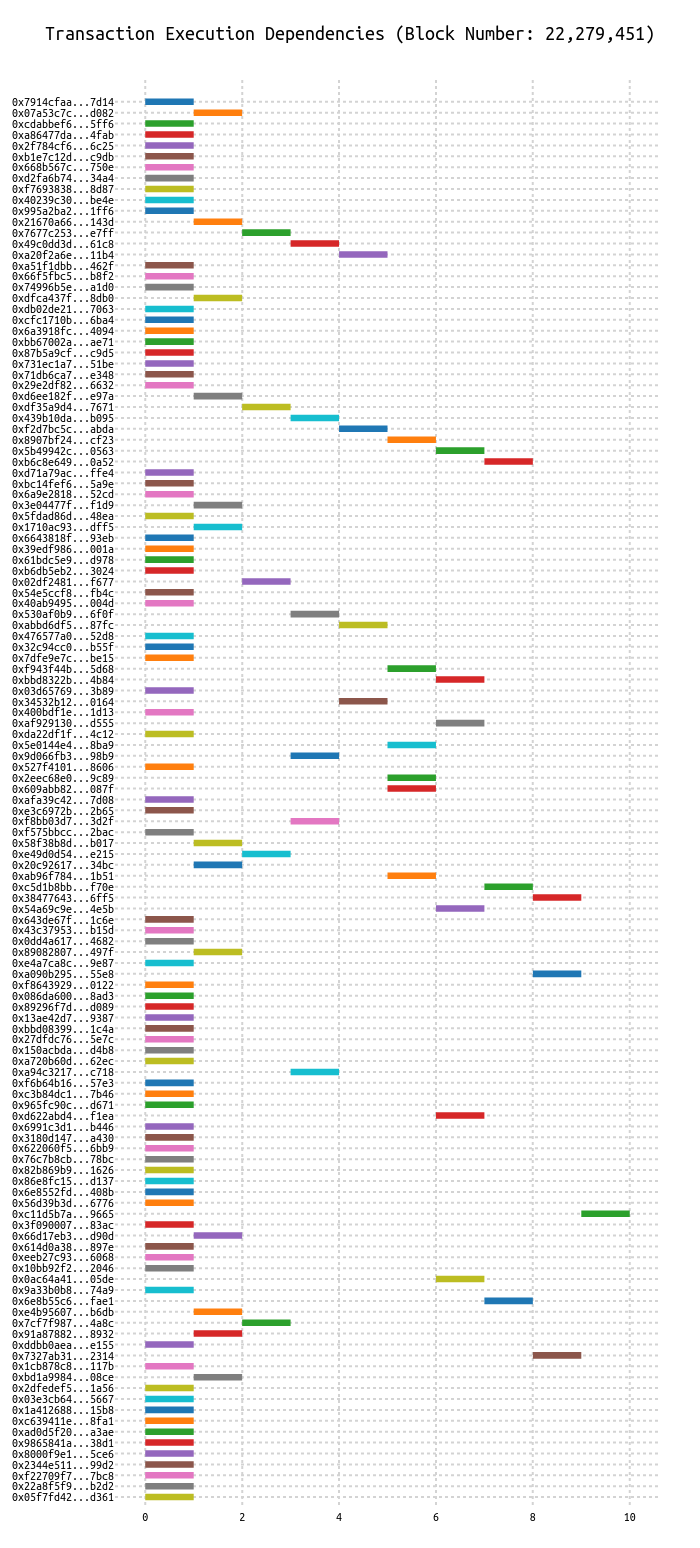 Transaction Execution Dependencies (Block Number: 22,279,451)
0x7914cfaa...7d14
0x07a53c7c...d082
0xcdabbef6...5ff6
0xa86477da...4fab
0x2f784cf6...6c25
0xb1e7c12d...c9db
0x668b567c...750e
0xd2fa6b74...34a4
0xf7693838...8d87
0x40239c30...be4e
0x995a2ba2...1ff6
0x21670a66...143d
0x7677c253...e7ff
0x49c0dd3d...61c8
0xa20f2a6e...11b4
0xa51f1dbb...462f
0x66f5fbc5...b8f2
0x74996b5e...a1d0
0xdfca437f...8db0
0xdb02de21...7063
0xcfc1710b...6ba4
0x6a3918fc...4094
0xbb67002a...ae71
0x87b5a9cf...c9d5
0x731ec1a7...51be
0x71db6ca7...e348
0x29e2df82...6632
0xd6ee182f...e97a
0xdf35a9d4...7671
0x439b10da...b095
0xf2d7bc5c...abda
0x8907bf24...cf23
0x5b49942c...0563
0xb6c8e649...0a52
0xd71a79ac...ffe4
0xbc14fef6...5a9e
0x6a9e2818...52cd
0x3e04477f...f1d9
0x5fdad86d...48ea
0x1710ac93...dff5
0x6643818f...93eb
0x39edf986...001a
0x61bdc5e9...d978
0xb6db5eb2...3024
0x02df2481...f677
0x54e5ccf8...fb4c
0x40ab9495...004d
0x530af0b9...6f0f
0xabbd6df5...87fc
0x476577a0...52d8
0x32c94cc0...b55f
0x7dfe9e7c...be15
0xf943f44b...5d68
0xbbd8322b...4b84
0x03d65769...3b89
0x34532b12...0164
0x400bdf1e...1d13
0xaf929130...d555
0xda22df1f...4c12
0x5e0144e4...8ba9
0x9d066fb3...98b9
0x527f4101...8606
0x2eec68e0...9c89
0x609abb82...087f
0xafa39c42...7d08
0xe3c6972b...2b65
0xf8bb03d7...3d2f
0xf575bbcc...2bac
0x58f38b8d...b017
0xe49d0d54...e215
0x20c92617...34bc
0xab96f784...1b51
0xc5d1b8bb...f70e
0x38477643...6ff5
0x54a69c9e...4e5b
0x643de67f...1c6e
0x43c37953...b15d
0x0dd4a617...4682
0x89082807...497f
0xe4a7ca8c...9e87
0xa090b295...55e8
0xf8643929...0122
0x086da600...8ad3
0x89296f7d...d089
0x13ae42d7...9387
0xbbd08399...1c4a
0x27dfdc76...5e7c
0x150acbda...d4b8
0xa720b60d...62ec
0xa94c3217...c718
0xf6b64b16...57e3
0xc3b84dc1...7b46
0x965fc90c...d671
0xd622abd4...f1ea
0x6991c3d1...b446
0x3180d147...a430
0x622060f5...6bb9
0x76c7b8cb...78bc
0x82b869b9...1626
0x86e8fc15...d137
0x6e8552fd...408b
0x56d39b3d...6776
0xc11d5b7a...9665
0x3f090007...83ac
0x66d17eb3...d90d
0x614d0a38...897e
0xeeb27c93...6068
0x10bb92f2...2046
0x0ac64a41...05de
0x9a33b0b8...74a9
0x6e8b55c6...fae1
0xe4b95607...b6db
0x7cf7f987...4a8c
0x91a87882...8932
0xddbb0aea...e155
0x7327ab31...2314
0x1cb878c8...117b
0xbd1a9984...08ce
0x2dfedef5...1a56
0x03e3cb64...5667
0x1a412688...15b8
0xc639411e...8fa1
0xad0d5f20...a3ae
0x9865841a...38d1
0x8000f9e1...5ce6
0x2344e511...99d2
0xf22709f7...7bc8
0x22a8f5f9...b2d2
0x05f7fd42...d361
0 2 4 6 8 10